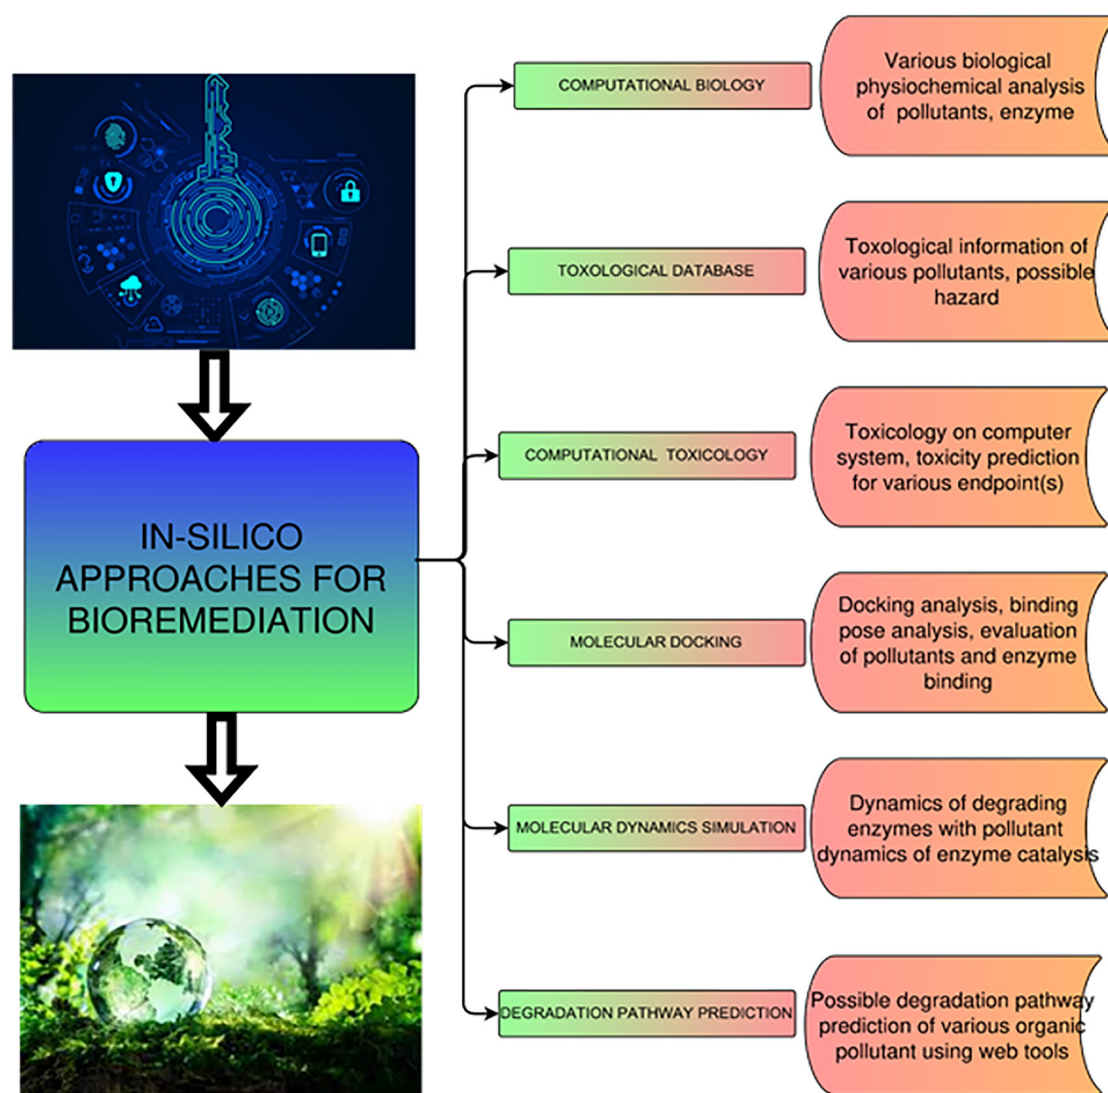 COMPUTATIONAL BIOLOGY
Various biological
physiochemical analysis
of pollutants, enzyme
TOXOLOGICAL DATABASE
Toxological information of
various pollutants, possible
hazard
COMPUTATIONAL TOXICOLOGY
Toxicology on computer
system, toxicity prediction
for various endpoint(s)
IN-SILICO
APPROACHES FOR
BIOREMEDIATION
MOLECULAR DOCKING
Docking analysis, binding
pose analysis, evaluation
of pollutants and enzyme
binding
MOLECULAR DYNAMICS SIMULATION
Dynamics of degrading
enzymes with pollutant
dynamics of enzyme catalysis
DEGRADATION PATHWAY PREDICTION
Possible degradation pathway
prediction of various organic
pollutant using web tools